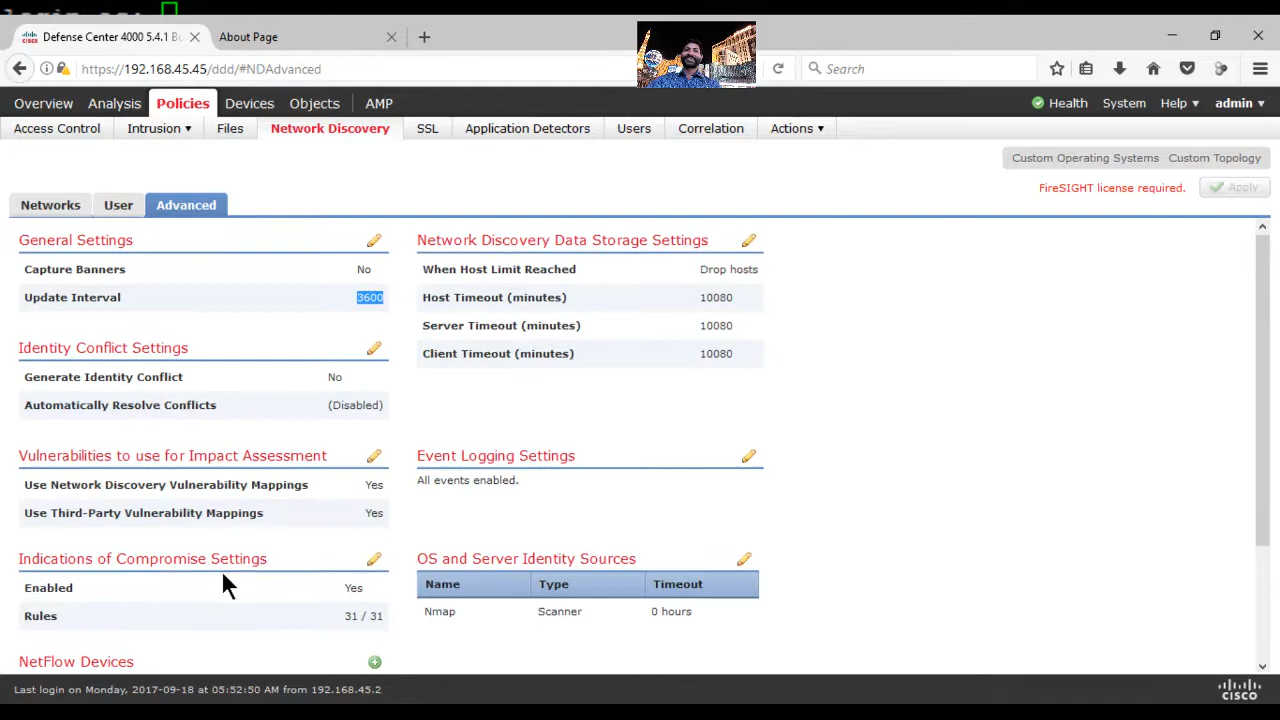 login as:
Defense Center 4000 5.4.1 Bu
About Page
https://192.168.45.45/ddd/#NDAdvanced
Search
Overview Analysis Policies Devices Objects AMP
Health System Help admin
Access Control Intrusion Files Network Discovery SSL Application Detectors Users Correlation Actions
Custom Operating Systems Custom Topology
FireSIGHT license required. Apply
Networks User Advanced
General Settings
Capture Banners No
Update Interval 3600
Network Discovery Data Storage Settings
When Host Limit Reached Drop hosts
Host Timeout (minutes) 10080
Server Timeout (minutes) 10080
Client Timeout (minutes) 10080
Identity Conflict Settings
Generate Identity Conflict No
Automatically Resolve Conflicts (Disabled)
Vulnerabilities to use for Impact Assessment
Use Network Discovery Vulnerability Mappings Yes
Use Third-Party Vulnerability Mappings Yes
Event Logging Settings
All events enabled.
Indications of Compromise Settings
Enabled Yes
Rules 31 / 31
OS and Server Identity Sources
Name Type Timeout
Nmap Scanner 0 hours
NetFlow Devices
Last login on Monday, 2017-09-18 at 05:52:50 AM from 192.168.45.2
CISCO